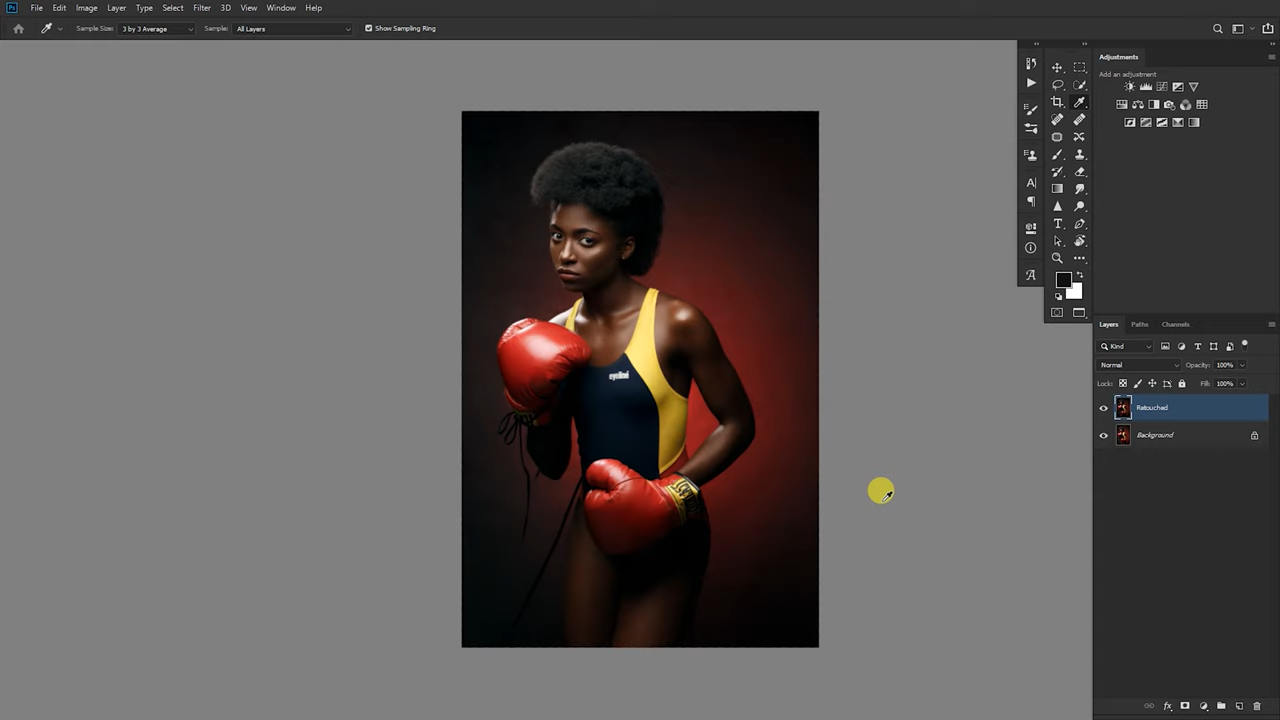 Ps File Edit Image Layer Type Select Filter 3D View Window Help
Sample Size: 3 by 3 Average Sample: All Layers Show Sampling Ring
Adjustments
Add an adjustment
Layers Paths Channels
Kind
Normal Opacity: 100%
Lock: Fill: 100%
Retouched
Background